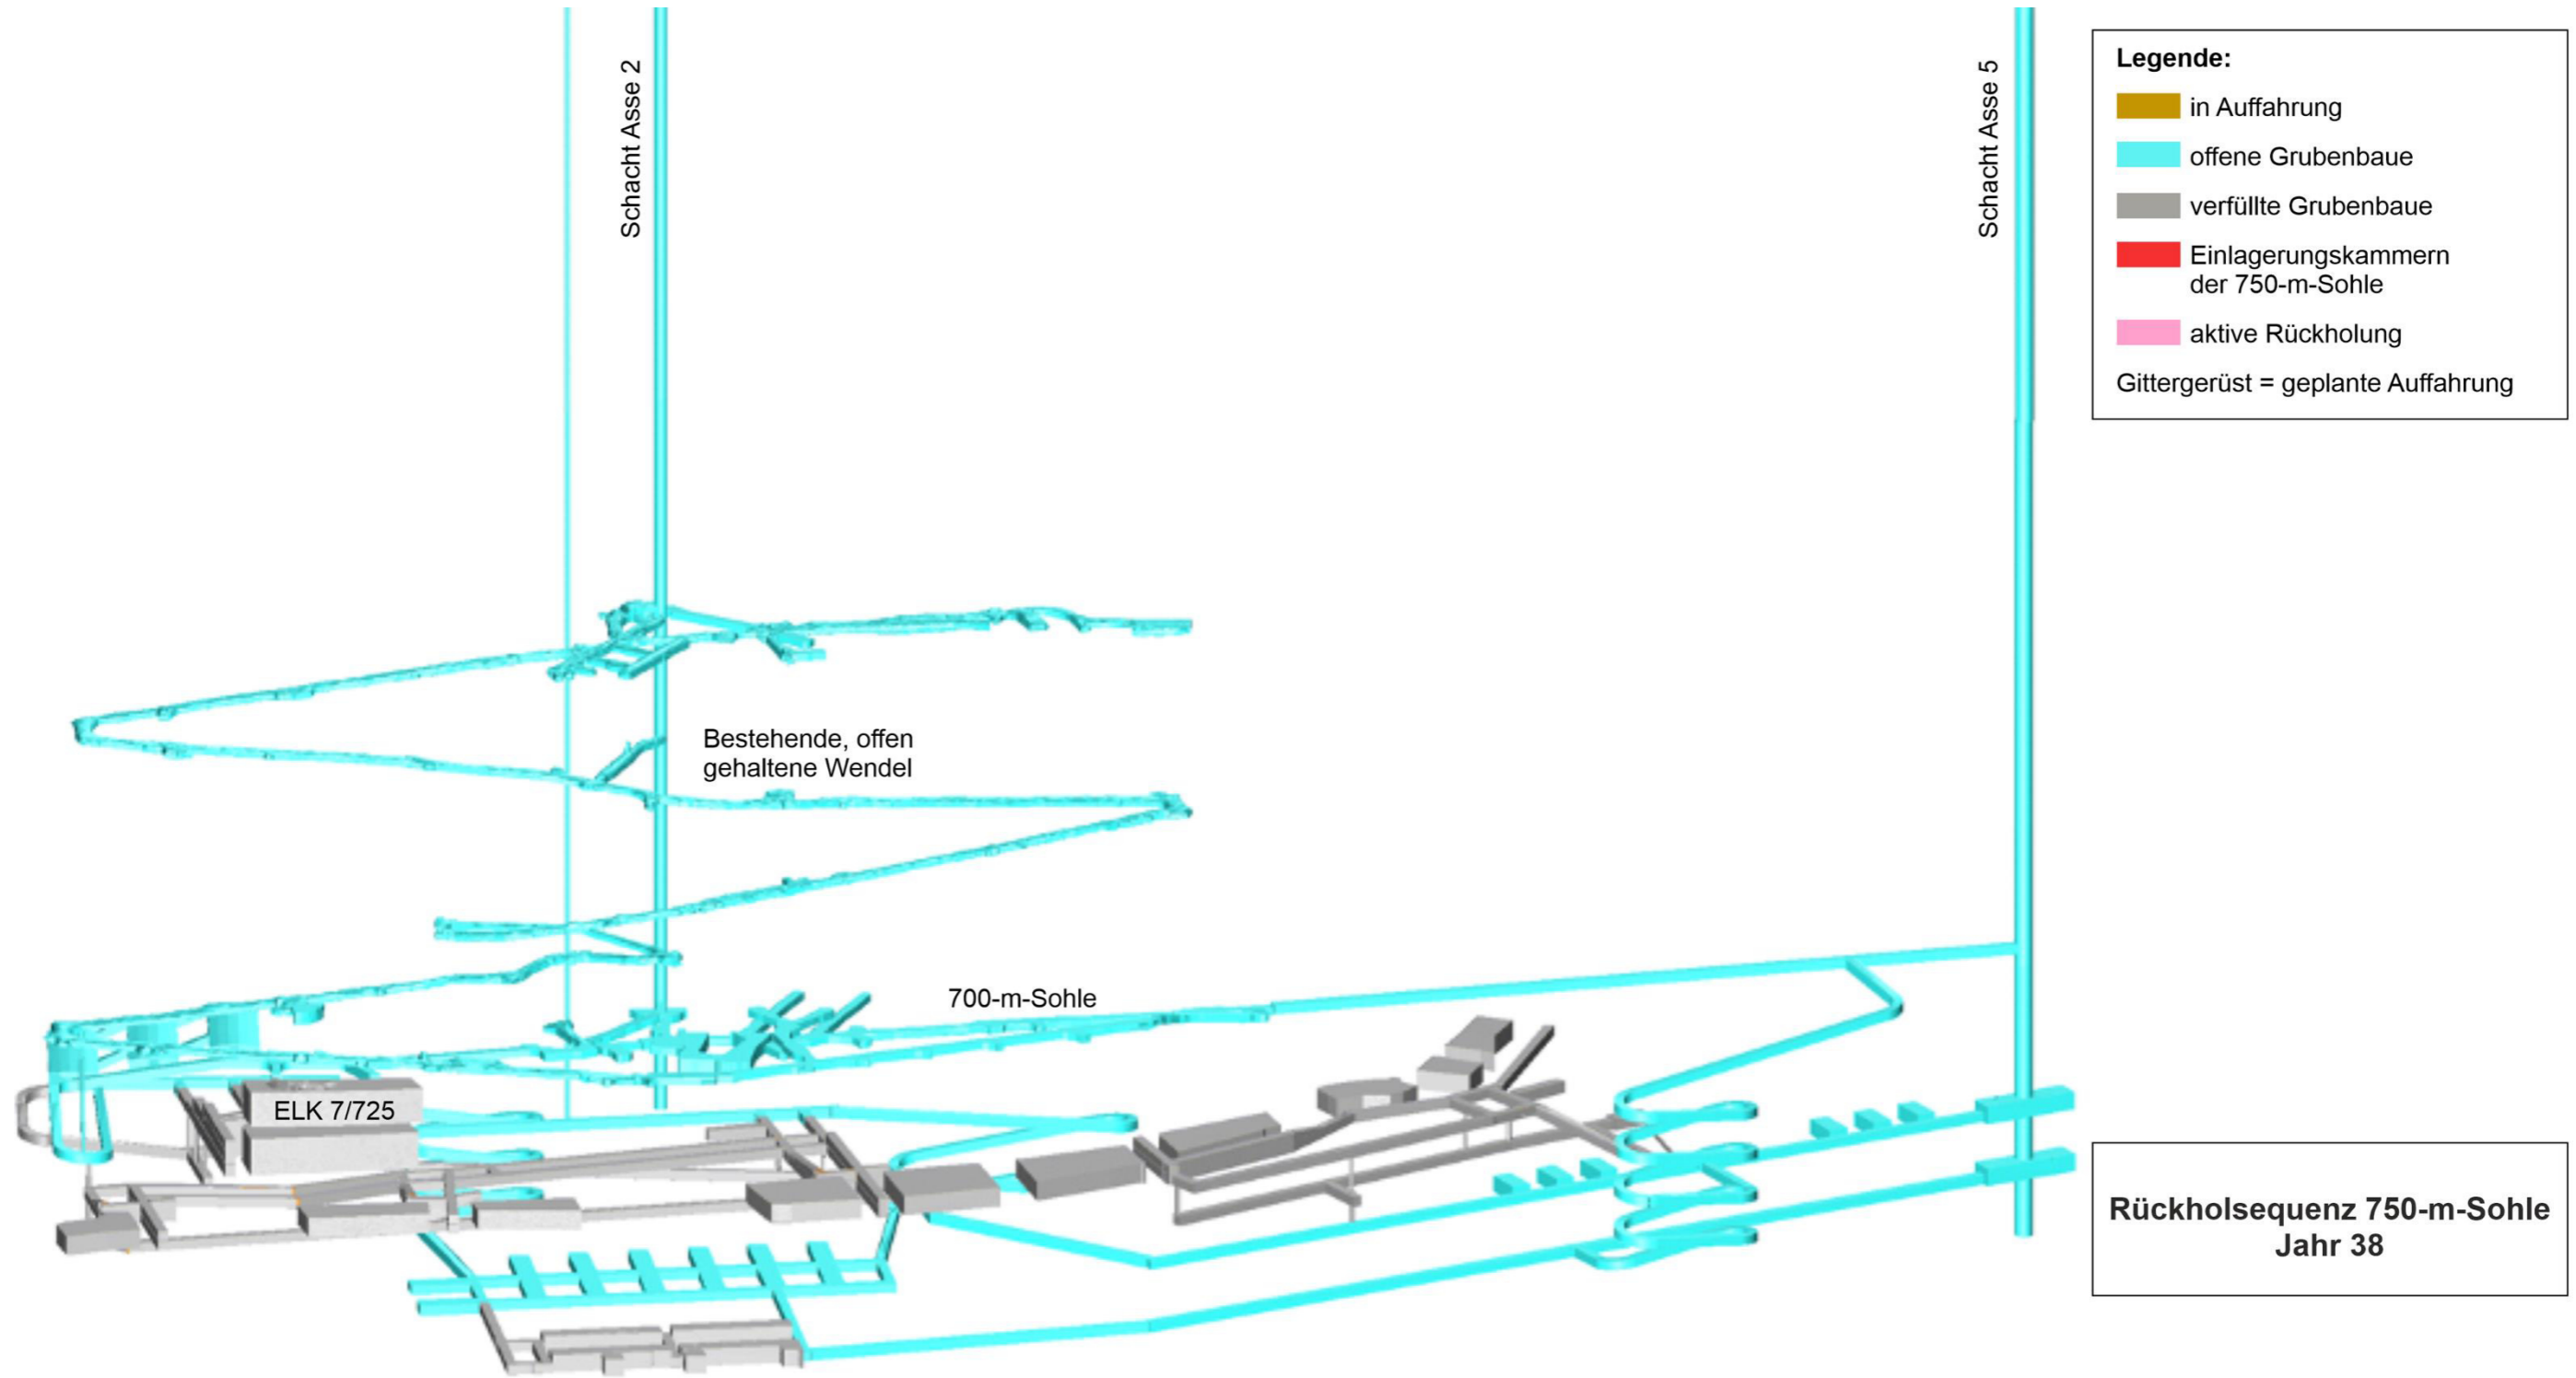 Schacht Asse 2
Schacht Asse 5
Legende:
in Auffahrung
offene Grubenbaue
verfüllte Grubenbaue
Einlagerungskammern
der 750-m-Sohle
aktive Rückholung
Gittergerüst = geplante Auffahrung
Bestehende, offen
gehaltene Wendel
700-m-Sohle
ELK 7/725
Rückholsequenz 750-m-Sohle
Jahr 38